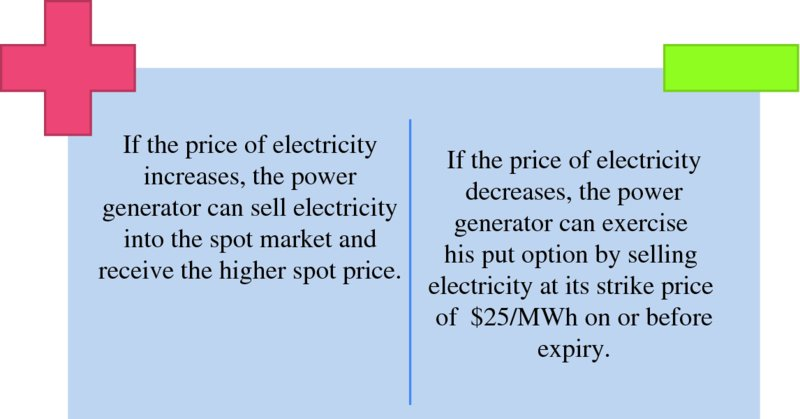 If the price of electricity
increases, the power
generator can sell electricity
into the spot market and
receive the higher spot price.
If the price of electricity
decreases, the power
generator can exercise
his put option by selling
electricity at its strike price
of $25/MWh on or before
expiry.